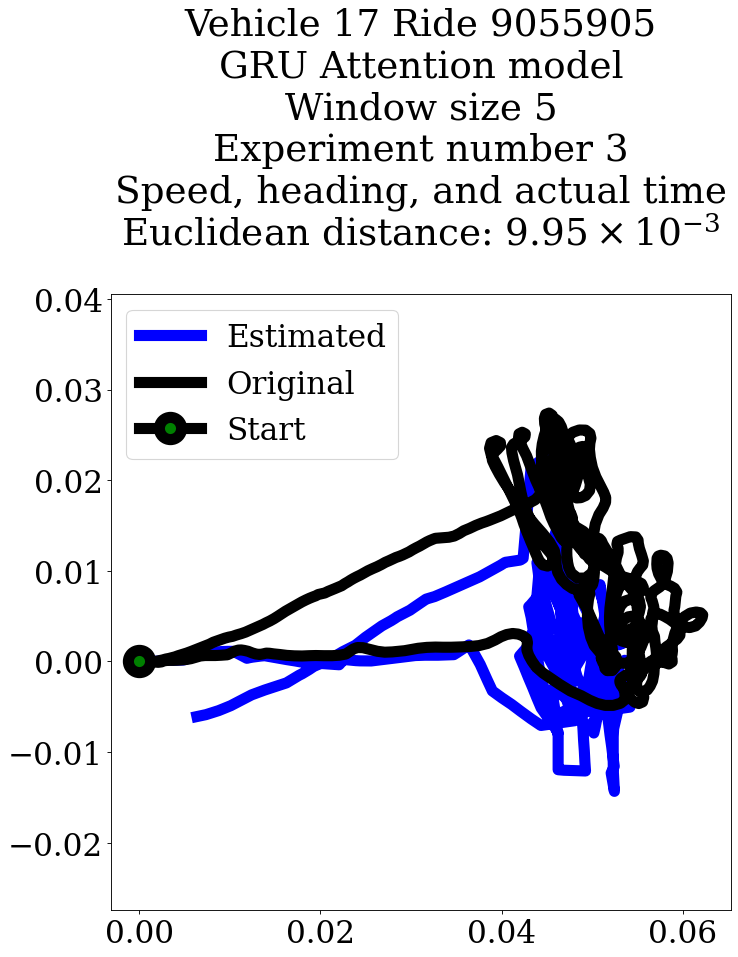 Vehicle 17 Ride 9055905
GRU Attention model
Window size 5
Experiment number 3
Speed, heading, and actual time
Euclidean distance: 9.95 × 10⁻³
0.04
0.03
0.02
0.01
0.00
−0.01
−0.02
Estimated
Original
Start
0.00 0.02 0.04 0.06